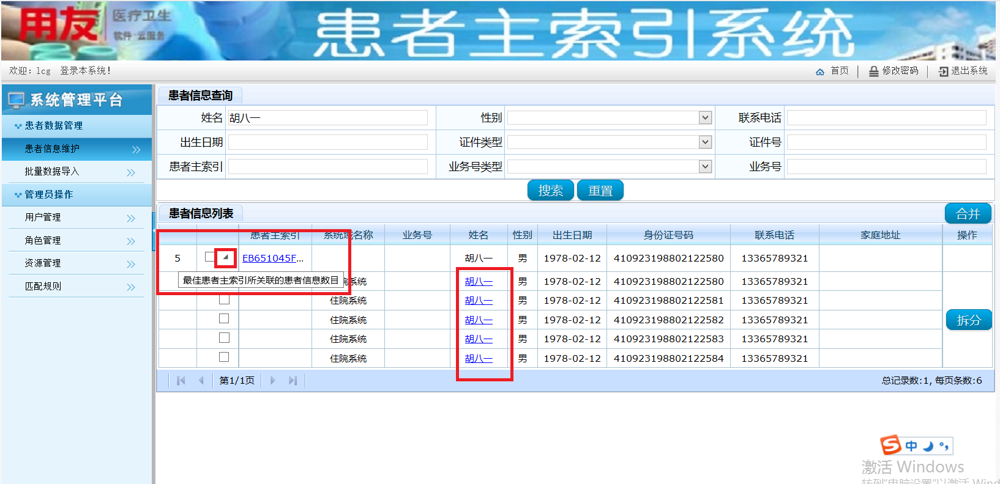 用友 医疗卫生
软件·云服务
患者主索引系统
欢迎：lcg 登录本系统！
首页 | 修改密码 | 退出系统
系统管理平台
患者数据管理
患者信息维护
批量数据导入
管理员操作
用户管理
角色管理
资源管理
匹配规则
患者信息查询
姓名 胡八一 性别 联系电话
出生日期 证件类型 证件号
患者主索引 业务号类型 业务号
搜索 重置
患者信息列表 合并
患者主索引 系统域名称 业务号 姓名 性别 出生日期 身份证号码 联系电话 家庭地址 操作
5 EB651045F... 胡八一 男 1978-02-12 410923198802122580 13365789321
最佳患者主索引所关联的患者信息数目 院系统 胡八一 男 1978-02-12 410923198802122580 13365789321
住院系统 胡八一 男 1978-02-12 410923198802122581 13365789321
住院系统 胡八一 男 1978-02-12 410923198802122582 13365789321
拆分
住院系统 胡八一 男 1978-02-12 410923198802122583 13365789321
住院系统 胡八一 男 1978-02-12 410923198802122584 13365789321
第1/1页 总记录数:1, 每页条数:6
中
激活 Windows
转到"电脑设置"以激活 Wind